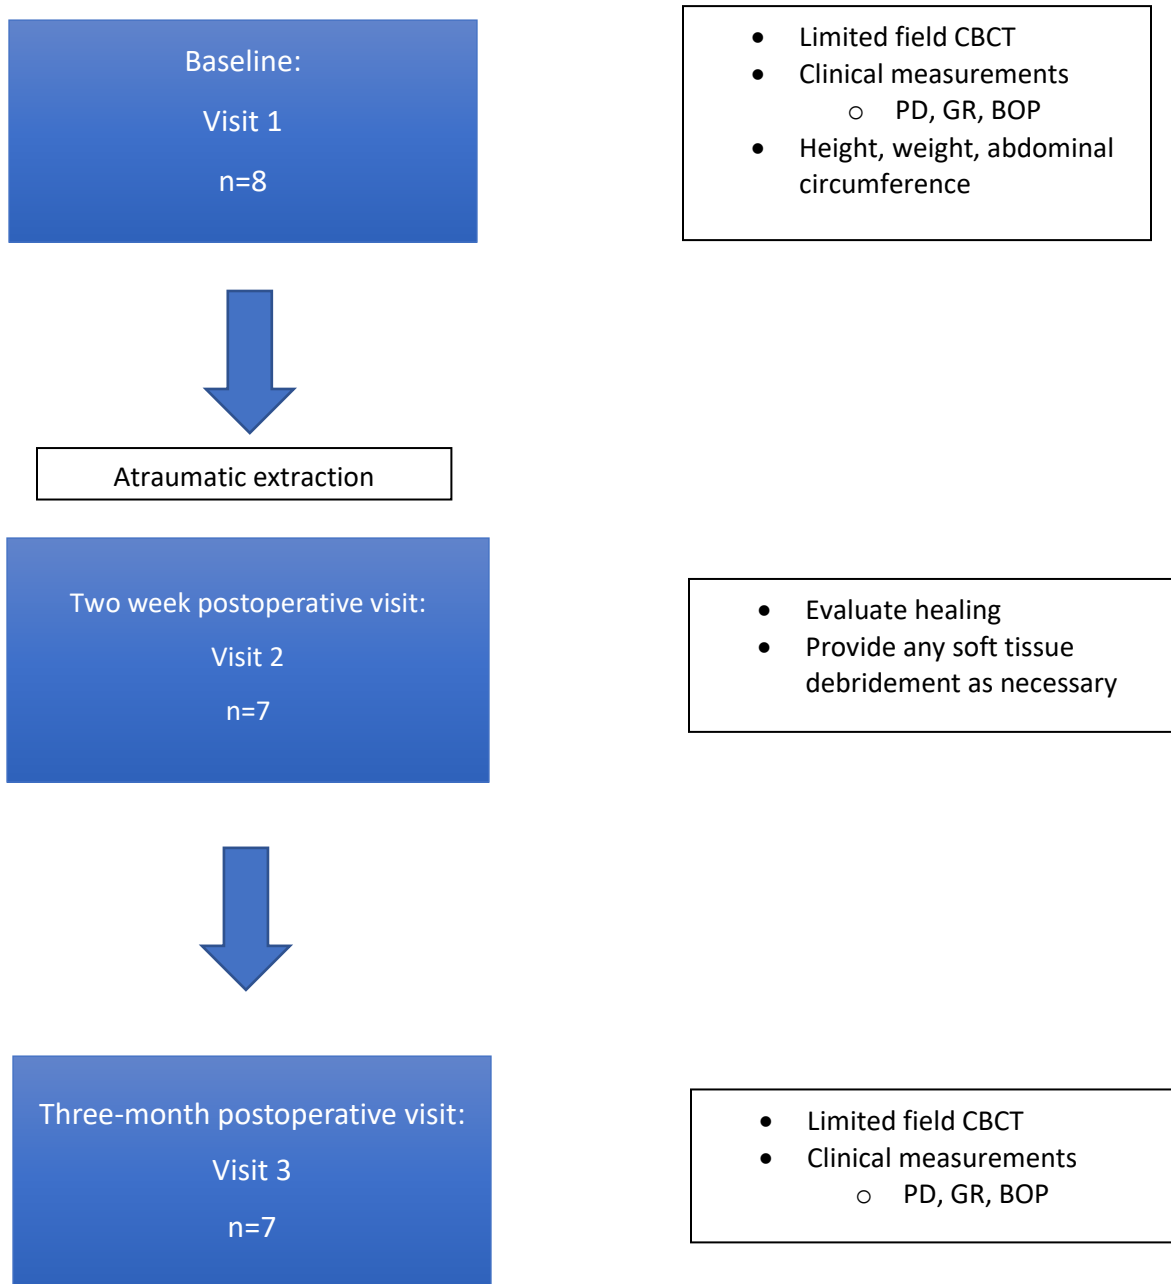 Baseline:
Visit 1
n=8
• Limited field CBCT
• Clinical measurements
o PD, GR, BOP
• Height, weight, abdominal
circumference
Atraumatic extraction
Two week postoperative visit:
Visit 2
n=7
• Evaluate healing
• Provide any soft tissue
debridement as necessary
Three-month postoperative visit:
Visit 3
n=7
• Limited field CBCT
• Clinical measurements
o PD, GR, BOP